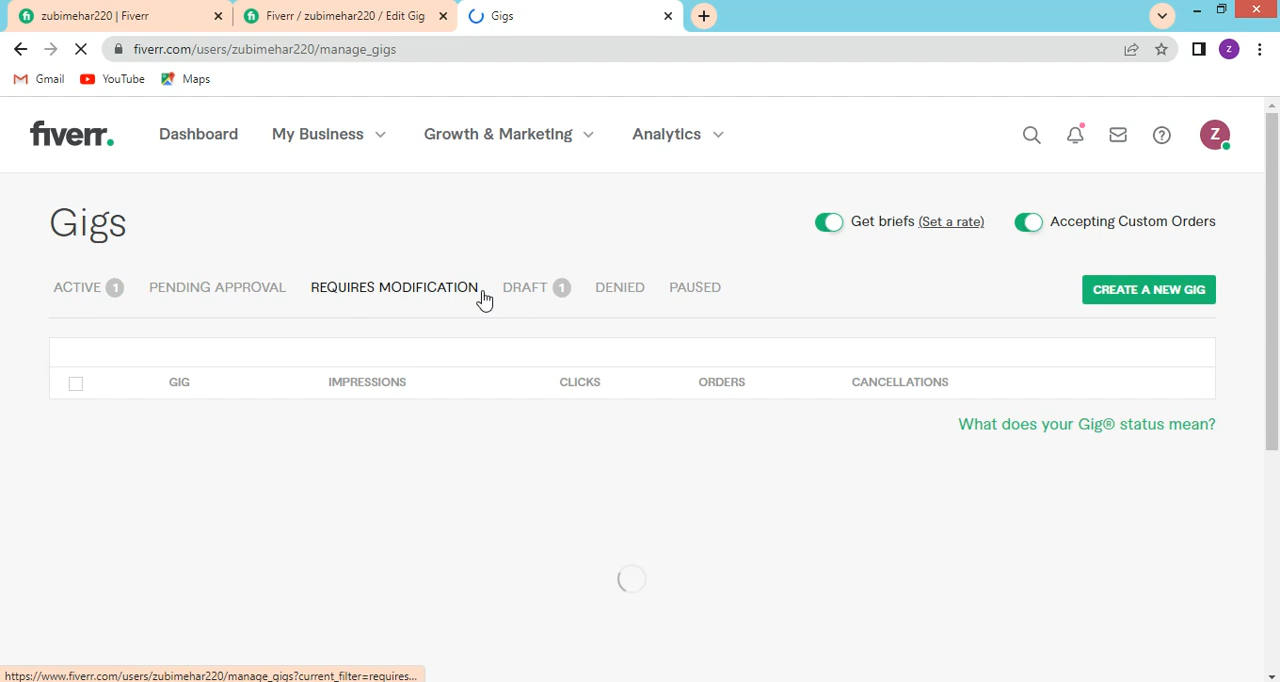 zubimehar220 | Fiverr
Fiverr / zubimehar220 / Edit Gig
Gigs
fiverr.com/users/zubimehar220/manage_gigs
Z
Gmail
YouTube
Maps
fiverr.
Dashboard
My Business
Growth & Marketing
Analytics
Z
Gigs
Get briefs (Set a rate)
Accepting Custom Orders
ACTIVE 1
PENDING APPROVAL
REQUIRES MODIFICATION
DRAFT 1
DENIED
PAUSED
CREATE A NEW GIG
GIG
IMPRESSIONS
CLICKS
ORDERS
CANCELLATIONS
What does your Gig® status mean?
https://www.fiverr.com/users/zubimehar220/manage_gigs?current_filter=requires...